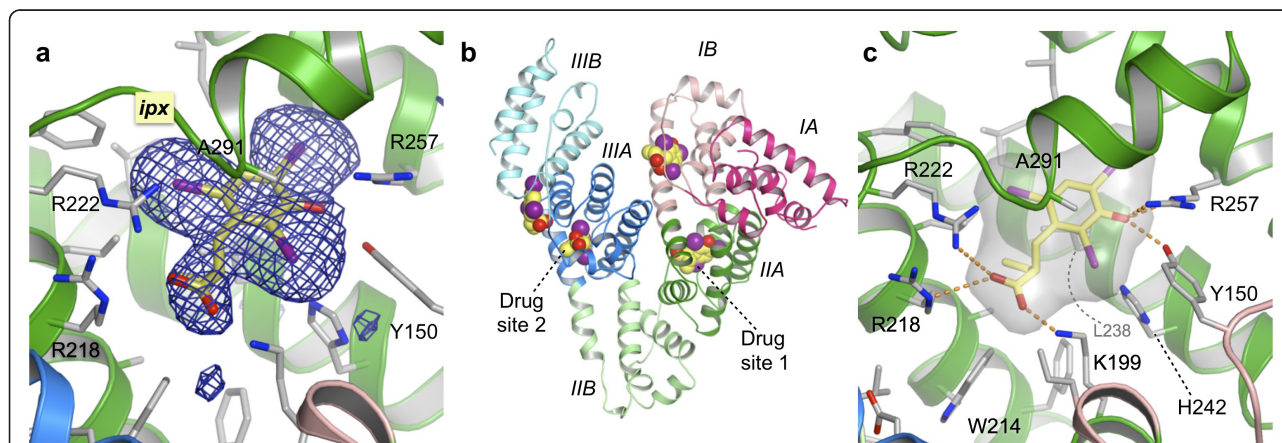 a
ipx
A291
R257
R222
R218
Y150
b
IIIB
IB
IA
IIIA
IIA
Drug
site 2
Drug
site 1
IIB
c
A291
R222
R257
R218
Y150
L238
K199
H242
W214